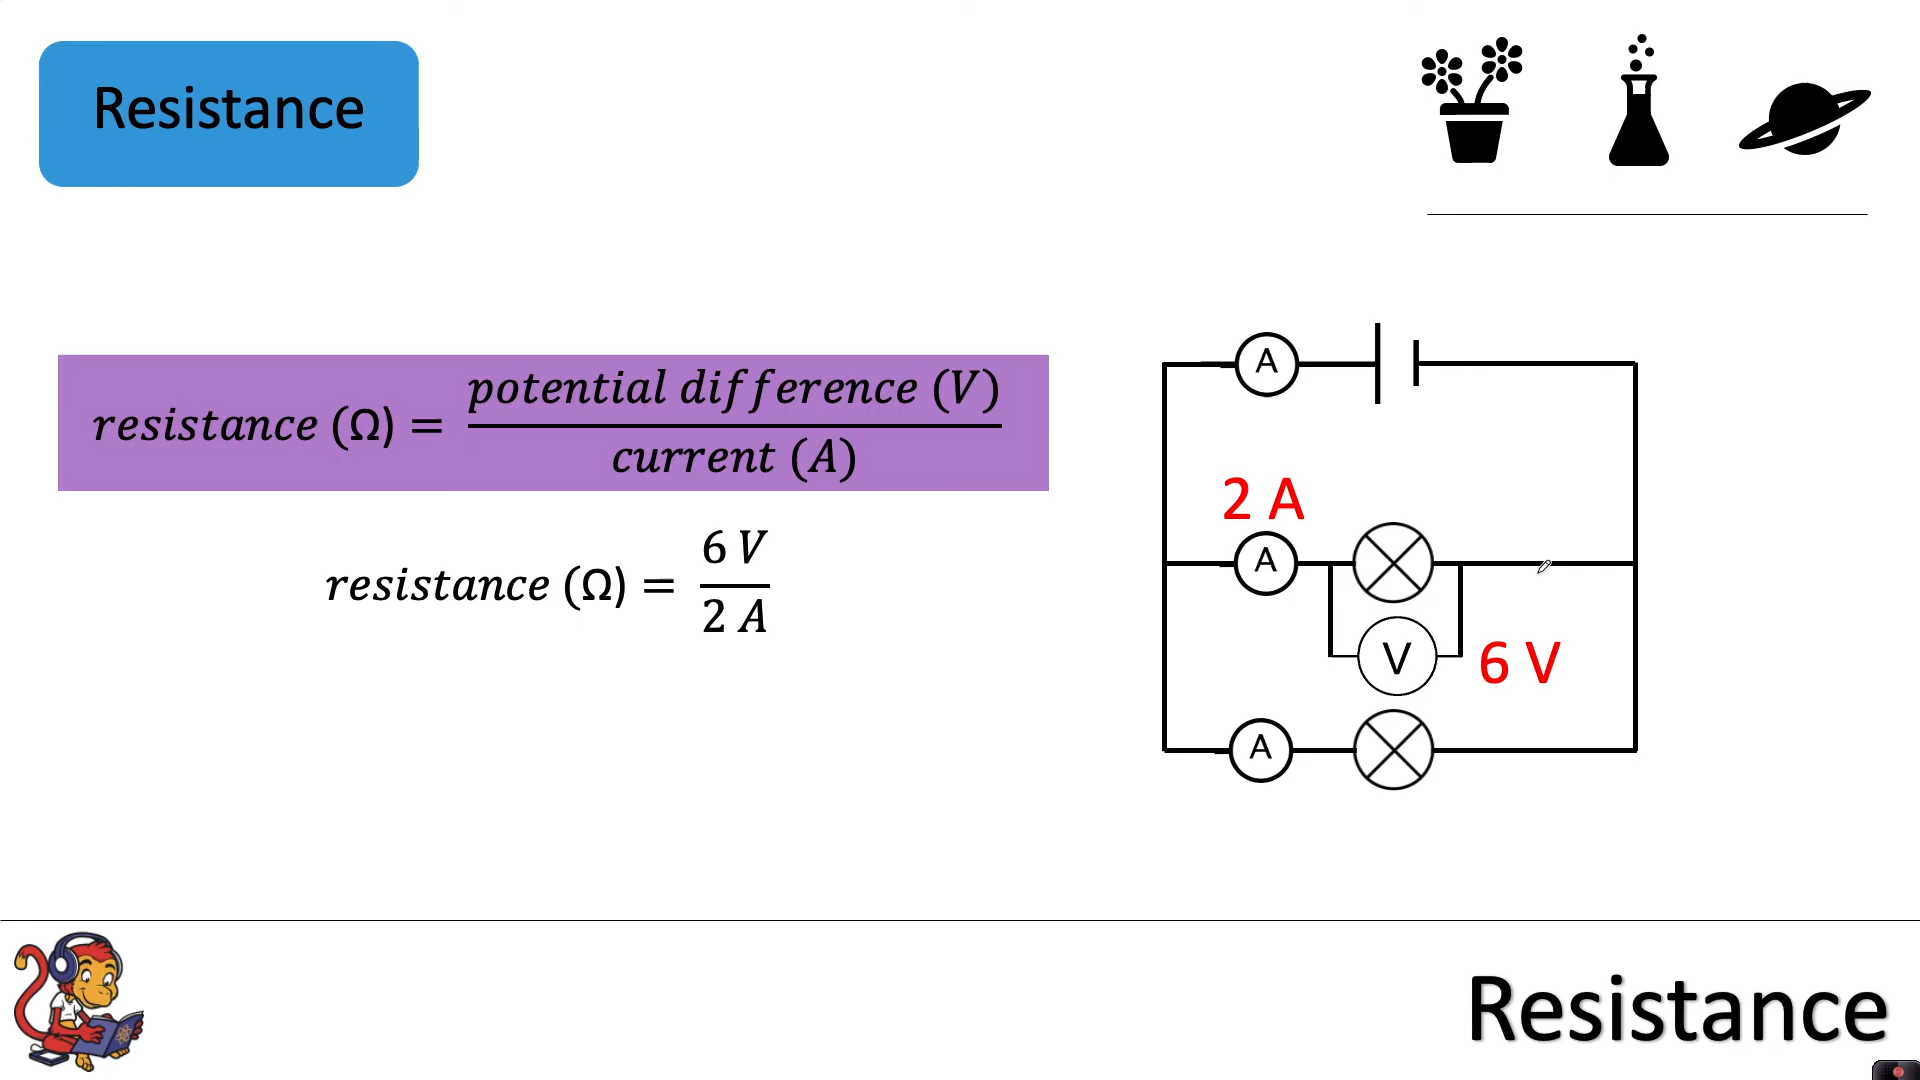 Resistance
resistance (Ω) = potential difference (V) / current (A)
resistance (Ω) = 6 V / 2 A
A
2 A
A
V
6 V
A
Resistance